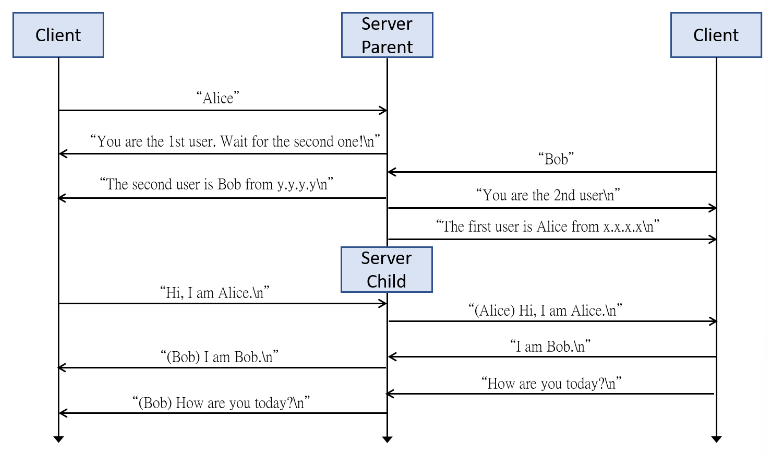 Client
Server
Parent
Client
“Alice”
“You are the 1st user. Wait for the second one!\n”
“Bob”
“The second user is Bob from y.y.y.y\n”
“You are the 2nd user\n”
“The first user is Alice from x.x.x.x\n”
Server
Child
“Hi, I am Alice.\n”
“(Alice) Hi, I am Alice.\n”
“I am Bob.\n”
“(Bob) I am Bob.\n”
“How are you today?\n”
“(Bob) How are you today?\n”